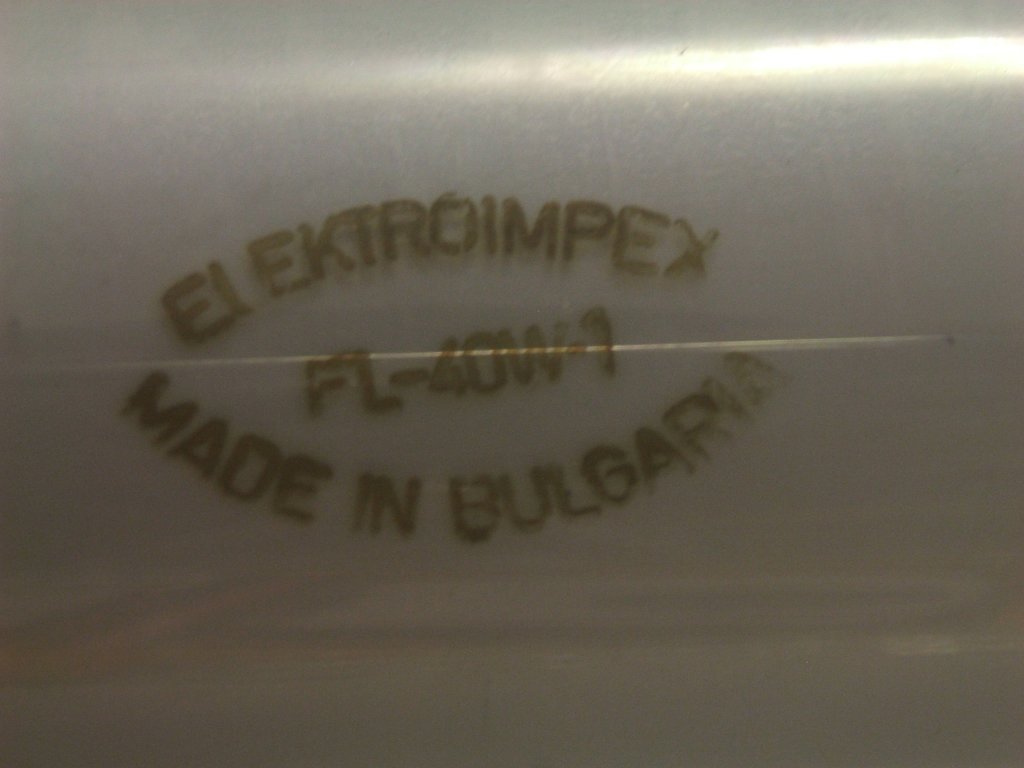 ELEKTROIMPEX
FL-40W-1
MADE IN BULGARIA